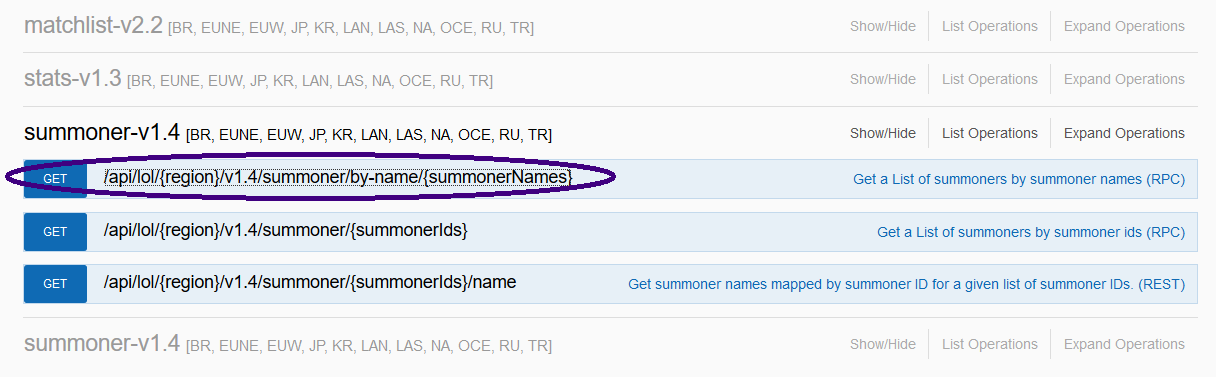 matchlist-v2.2 [BR, EUNE, EUW, JP, KR, LAN, LAS, NA, OCE, RU, TR] Show/Hide List Operations Expand Operations
stats-v1.3 [BR, EUNE, EUW, JP, KR, LAN, LAS, NA, OCE, RU, TR] Show/Hide List Operations Expand Operations
summoner-v1.4 [BR, EUNE, EUW, JP, KR, LAN, LAS, NA, OCE, RU, TR] Show/Hide List Operations Expand Operations
GET /api/lol/{region}/v1.4/summoner/by-name/{summonerNames} Get a List of summoners by summoner names (RPC)
GET /api/lol/{region}/v1.4/summoner/{summonerIds} Get a List of summoners by summoner ids (RPC)
GET /api/lol/{region}/v1.4/summoner/{summonerIds}/name Get summoner names mapped by summoner ID for a given list of summoner IDs. (REST)
summoner-v1.4 [BR, EUNE, EUW, JP, KR, LAN, LAS, NA, OCE, RU, TR] Show/Hide List Operations Expand Operations